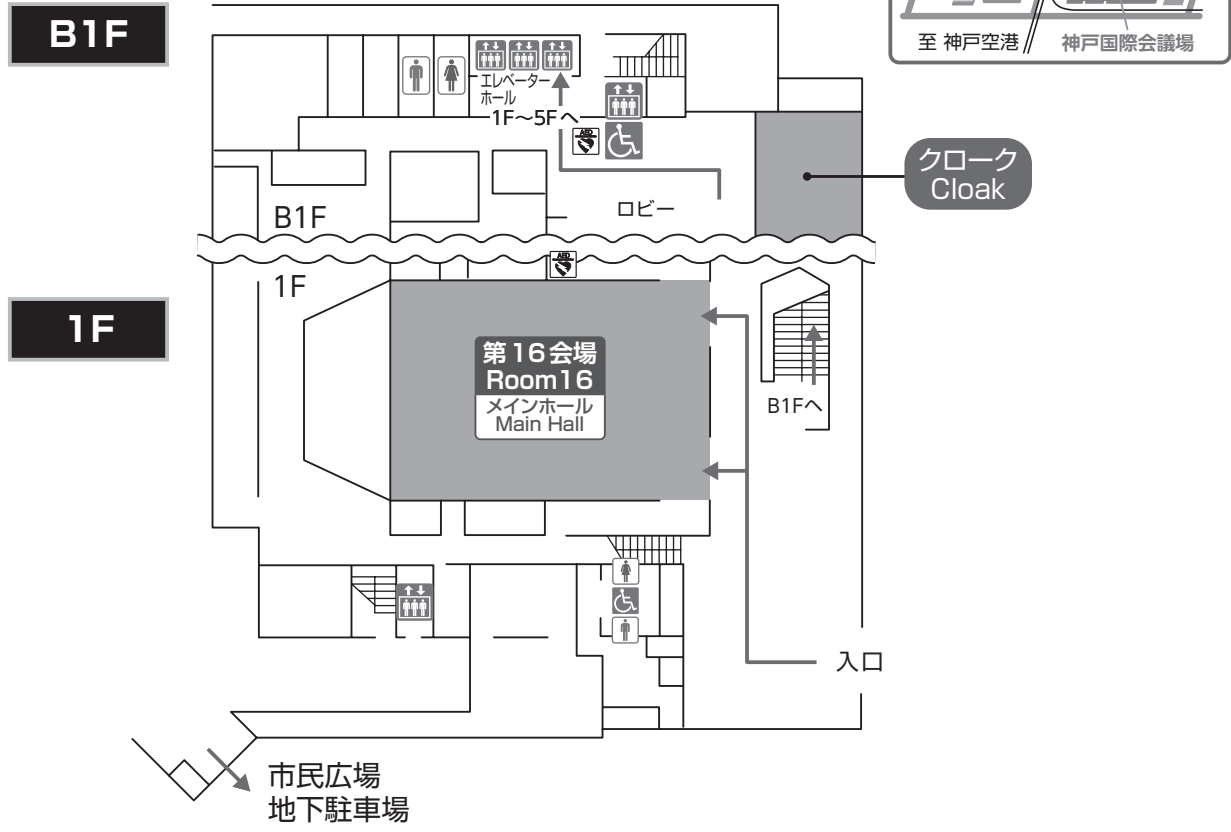 B1F
至 神戸空港
神戸国際会議場
エレベーター
ホール
1F～5Fへ
AED
クローク
Cloak
ロビー
B1F
AED
1F
1F
第16会場
Room16
メインホール
Main Hall
B1Fへ
入口
市民広場
地下駐車場